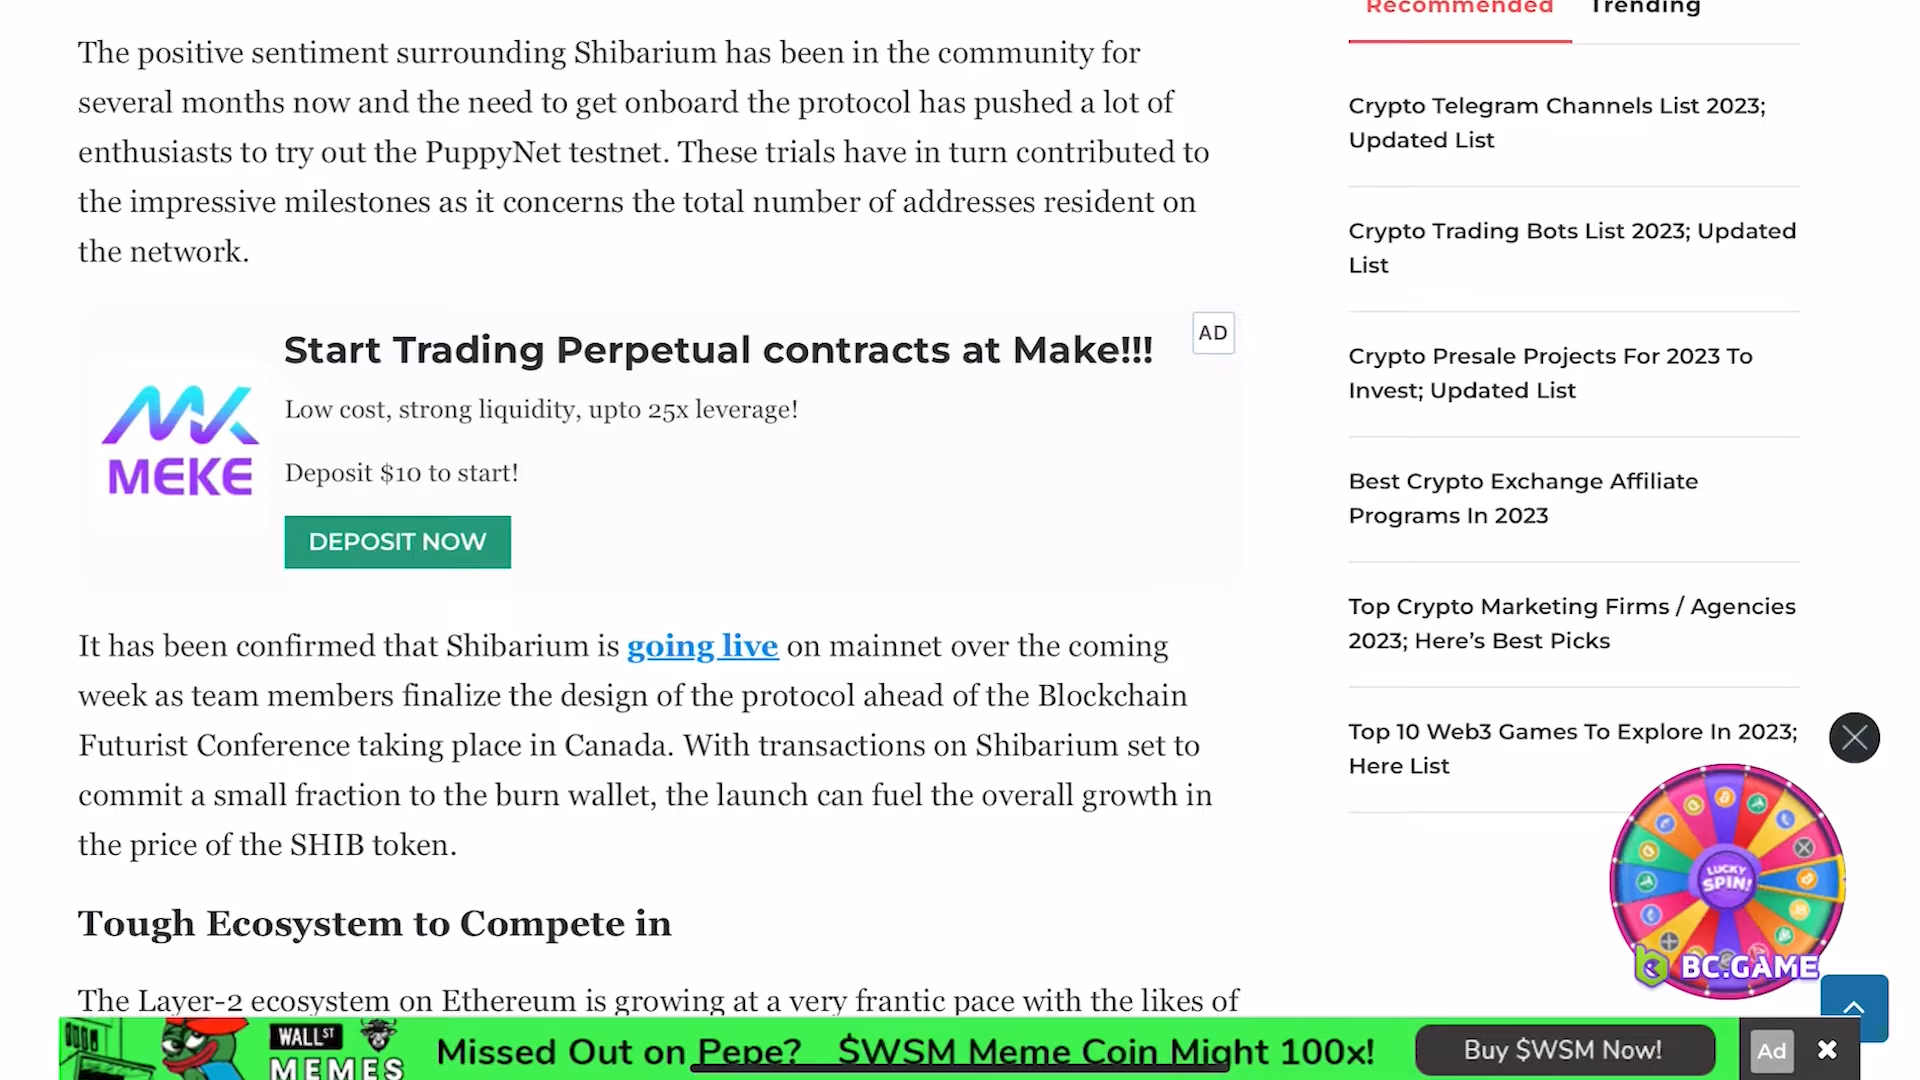 Recommended Trending
The positive sentiment surrounding Shibarium has been in the community for
several months now and the need to get onboard the protocol has pushed a lot of
enthusiasts to try out the PuppyNet testnet. These trials have in turn contributed to
the impressive milestones as it concerns the total number of addresses resident on
the network.
AD
Start Trading Perpetual contracts at Make!!!
Low cost, strong liquidity, upto 25x leverage!
MEKE
Deposit $10 to start!
DEPOSIT NOW
It has been confirmed that Shibarium is going live on mainnet over the coming
week as team members finalize the design of the protocol ahead of the Blockchain
Futurist Conference taking place in Canada. With transactions on Shibarium set to
commit a small fraction to the burn wallet, the launch can fuel the overall growth in
the price of the SHIB token.
Tough Ecosystem to Compete in
The Layer-2 ecosystem on Ethereum is growing at a very frantic pace with the likes of
Crypto Telegram Channels List 2023;
Updated List
Crypto Trading Bots List 2023; Updated
List
Crypto Presale Projects For 2023 To
Invest; Updated List
Best Crypto Exchange Affiliate
Programs In 2023
Top Crypto Marketing Firms / Agencies
2023; Here’s Best Picks
Top 10 Web3 Games To Explore In 2023;
Here List
LUCKY
SPIN!
BC.GAME
WALL ST
MEMES
Missed Out on Pepe? $WSM Meme Coin Might 100x!
Buy $WSM Now!
Ad